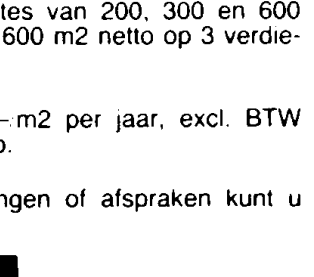 tes van 200, 300 en 600
600 m2 netto op 3 verdie-
m2 per jaar, excl. BTW
ngen of afspraken kunt u